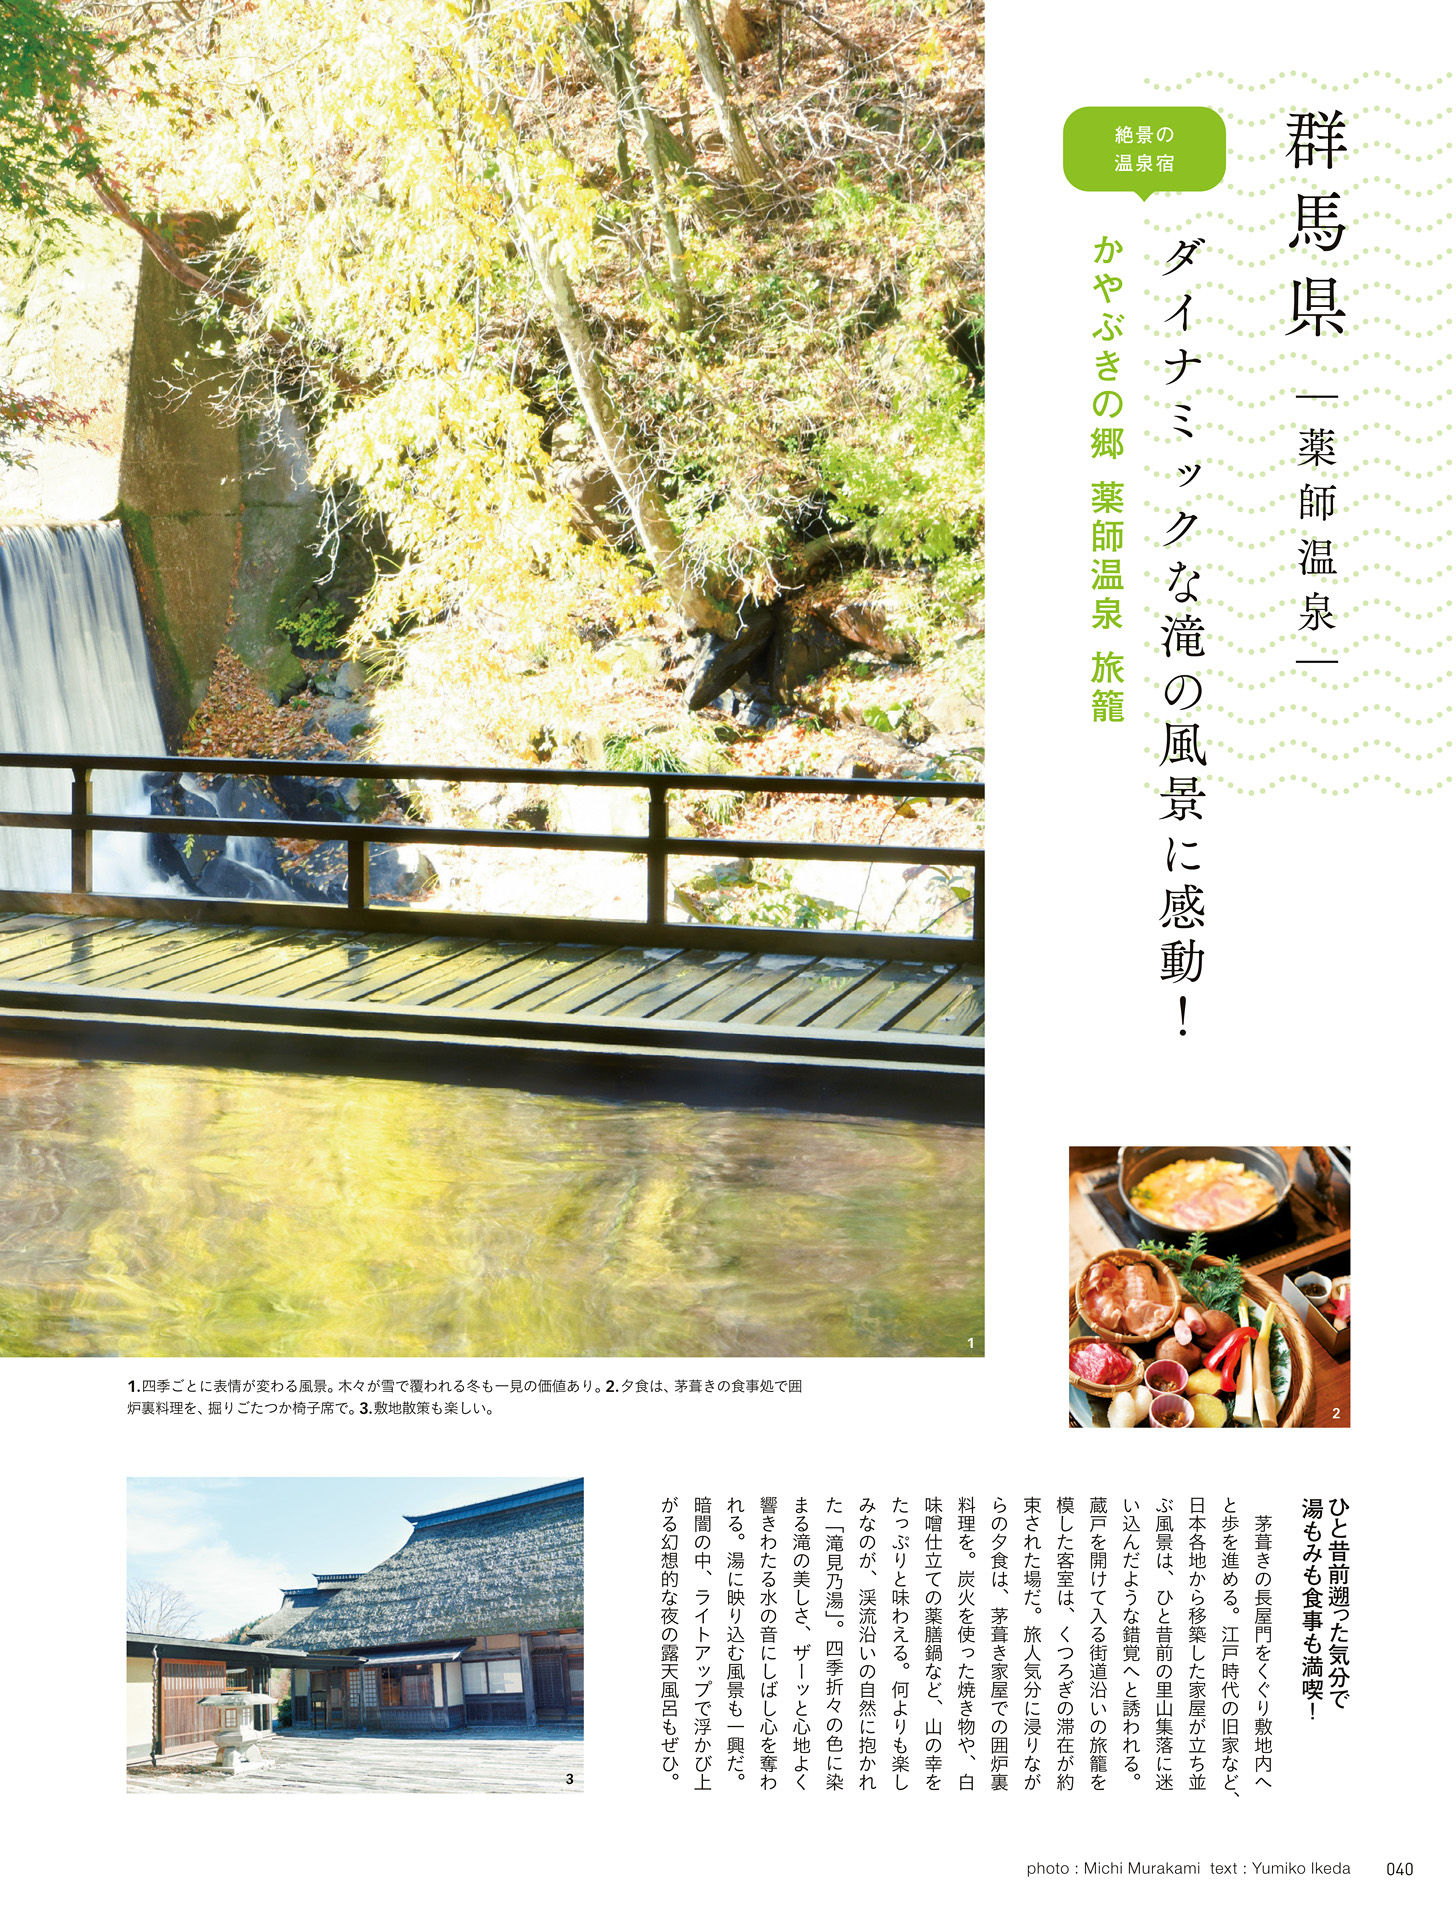 群馬県
―薬師温泉―
絶景の
温泉宿
ダイナミックな滝の風景に感動！
かやぶきの郷 薬師温泉 旅籠
1
2
1.四季ごとに表情が変わる風景。木々が雪で覆われる冬も一見の価値あり。2.夕食は、茅葺きの食事処で囲
炉裏料理を、掘りごたつか椅子席で。3.敷地散策も楽しい。
ひと昔前遡った気分で
湯もみも食事も満喫！
茅葺きの長屋門をくぐり敷地内へ
と歩を進める。江戸時代の旧家など、
日本各地から移築した家屋が立ち並
ぶ風景は、ひと昔前の里山集落に迷
い込んだような錯覚へと誘われる。
蔵戸を開けて入る街道沿いの旅籠を
模した客室は、くつろぎの滞在が約
束された場だ。旅人気分に浸りなが
らの夕食は、茅葺き家屋での囲炉裏
料理を。炭火を使った焼き物や、白
味噌仕立ての薬膳鍋など、山の幸を
たっぷりと味わえる。何よりも楽し
みなのが、渓流沿いの自然に抱かれ
た「滝見乃湯」。四季折々の色に染
まる滝の美しさ、ザーッと心地よく
響きわたる水の音にしばし心を奪わ
れる。湯に映り込む風景も一興だ。
暗闇の中、ライトアップで浮かび上
がる幻想的な夜の露天風呂もぜひ。
3
photo : Michi Murakami text : Yumiko Ikeda
040